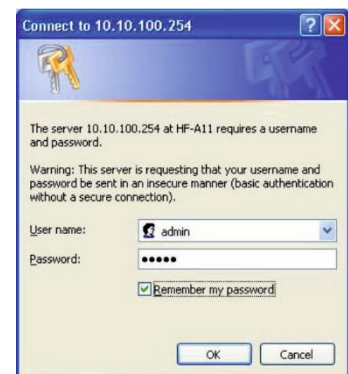 Connect to 10.10.100.254
The server 10.10.100.254 at HF-A11 requires a username
and password.
Warning: This server is requesting that your username and
password be sent in an insecure manner (basic authentication
without a secure connection).
User name:
admin
Password:
•••••
Remember my password
OK
Cancel